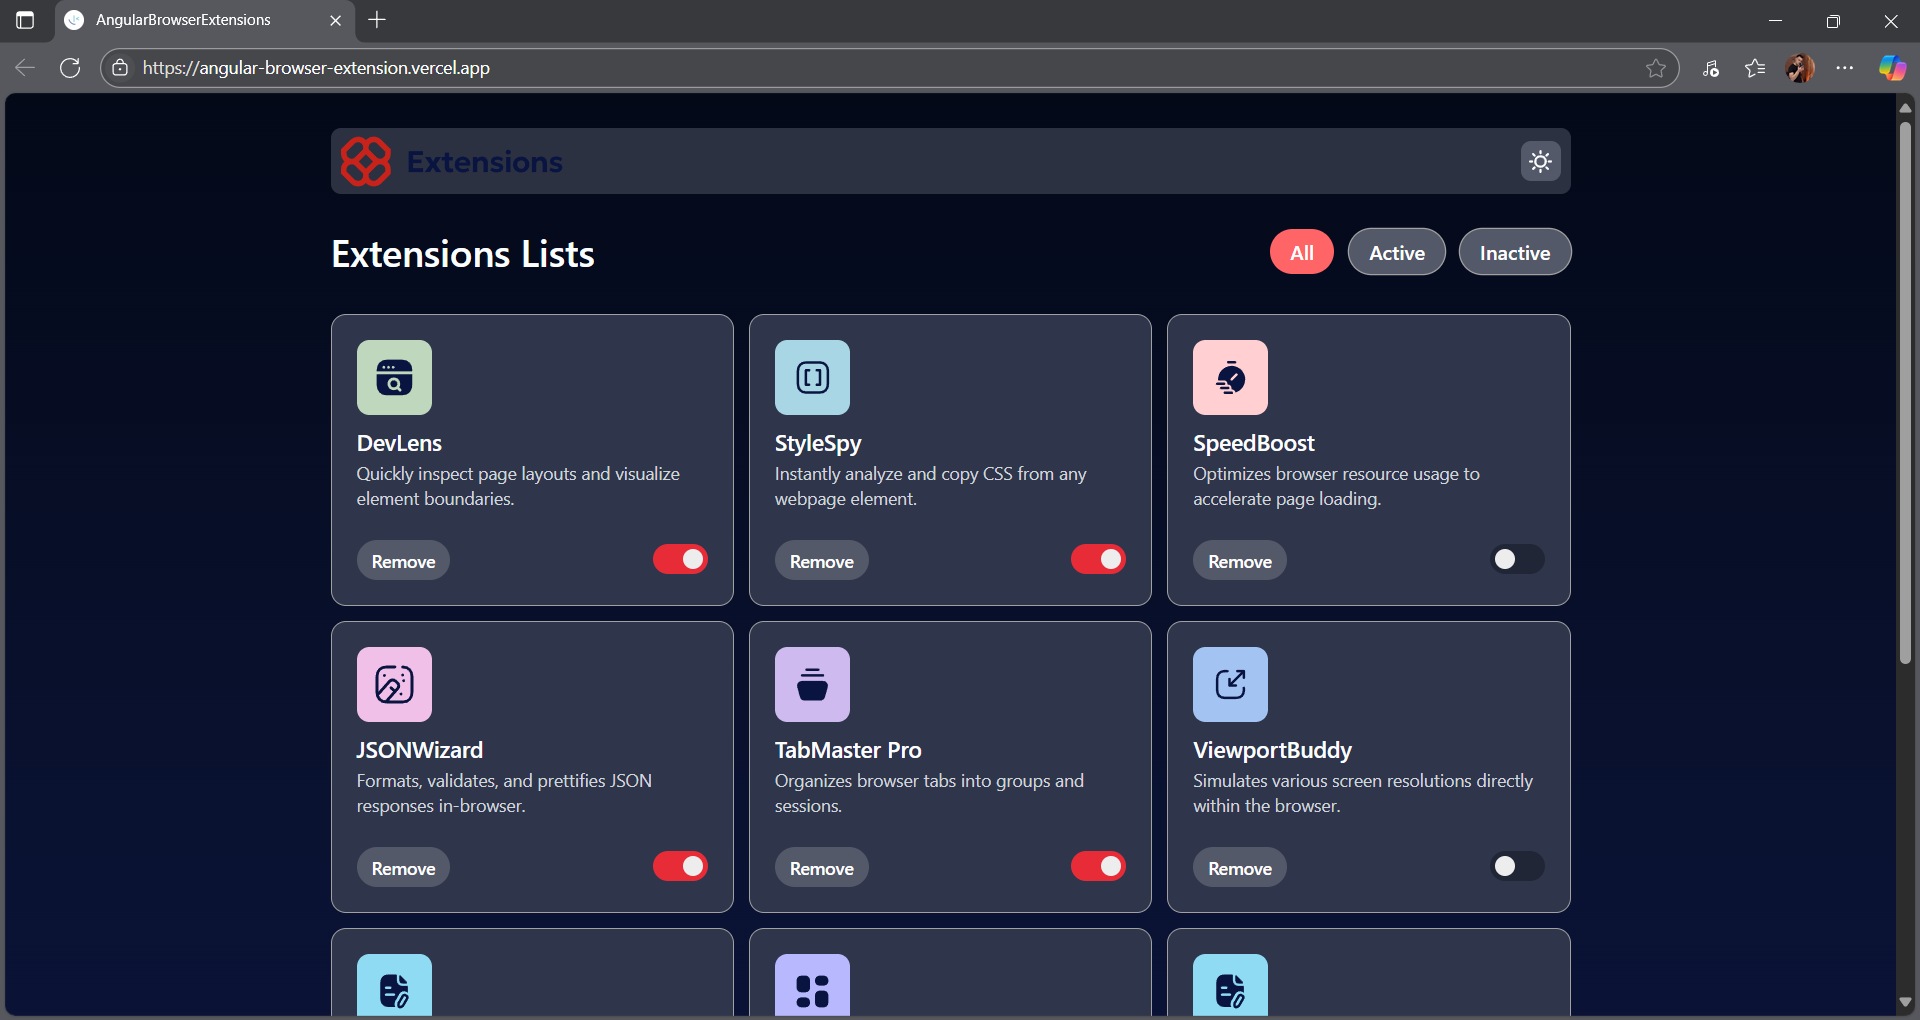 AngularBrowserExtensions
https://angular-browser-extension.vercel.app
Extensions
Extensions Lists
All
Active
Inactive
DevLens
Quickly inspect page layouts and visualize
element boundaries.
Remove
StyleSpy
Instantly analyze and copy CSS from any
webpage element.
Remove
SpeedBoost
Optimizes browser resource usage to
accelerate page loading.
Remove
JSONWizard
Formats, validates, and prettifies JSON
responses in-browser.
Remove
TabMaster Pro
Organizes browser tabs into groups and
sessions.
Remove
ViewportBuddy
Simulates various screen resolutions directly
within the browser.
Remove